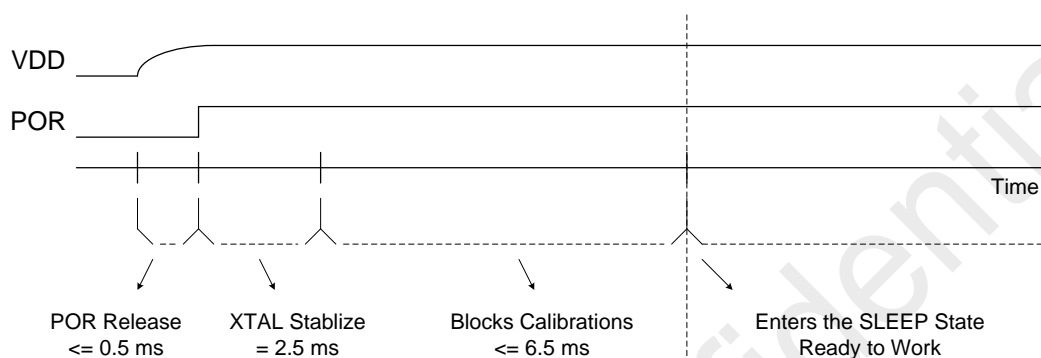 VDD
POR
Time
POR Release
<= 0.5 ms
XTAL Stablize
= 2.5 ms
Blocks Calibrations
<= 6.5 ms
Enters the SLEEP State
Ready to Work